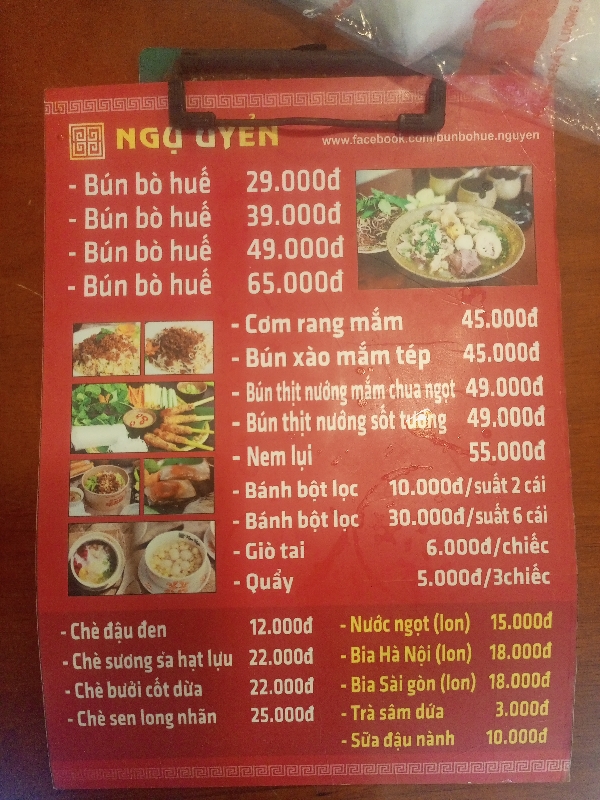 NGỰ UYỂN
www.facebook.com/bunbohue.nguyen
- Bún bò huế 29.000đ
- Bún bò huế 39.000đ
- Bún bò huế 49.000đ
- Bún bò huế 65.000đ
- Cơm rang mắm 45.000đ
- Bún xào mắm tép 45.000đ
- Bún thịt nướng mắm chua ngọt 49.000đ
- Bún thịt nướng sốt tương 49.000đ
- Nem lụi 55.000đ
- Bánh bột lọc 10.000đ/suất 2 cái
- Bánh bột lọc 30.000đ/suất 6 cái
- Giò tai 6.000đ/chiếc
- Quẩy 5.000đ/3chiếc
- Chè đậu đen 12.000đ
- Chè sương sa hạt lựu 22.000đ
- Chè bưởi cốt dừa 22.000đ
- Chè sen long nhãn 25.000đ
- Nước ngọt (lon) 15.000đ
- Bia Hà Nội (lon) 18.000đ
- Bia Sài gòn (lon) 18.000đ
- Trà sâm dứa 3.000đ
- Sữa đậu nành 10.000đ